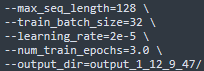 --max_seq_length=128 \
--train_batch_size=32 \
--learning_rate=2e-5 \
--num_train_epochs=3.0 \
--output_dir=output_1_12_9_47/